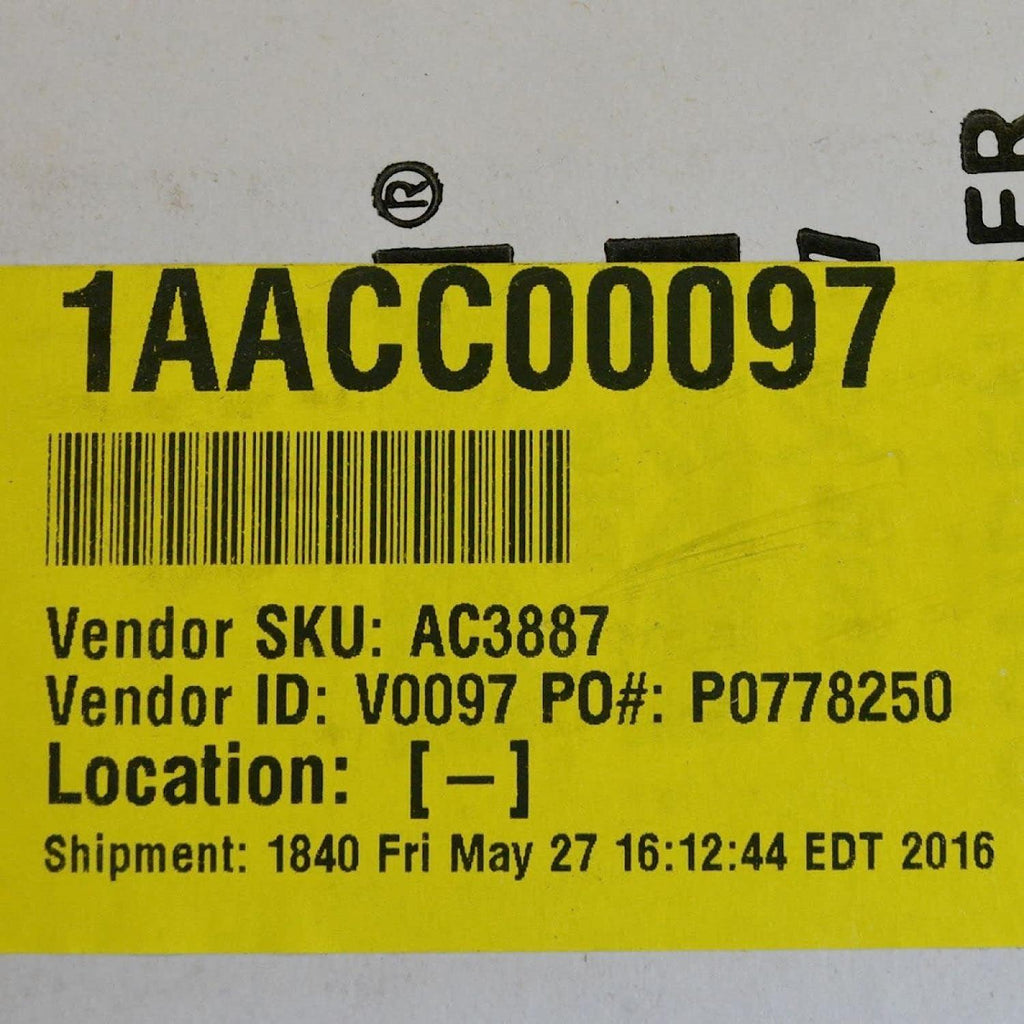 ®
ER
1AACC00097
Vendor SKU: AC3887
Vendor ID: V0097 PO#: P0778250
Location: [-]
Shipment: 1840 Fri May 27 16:12:44 EDT 2016